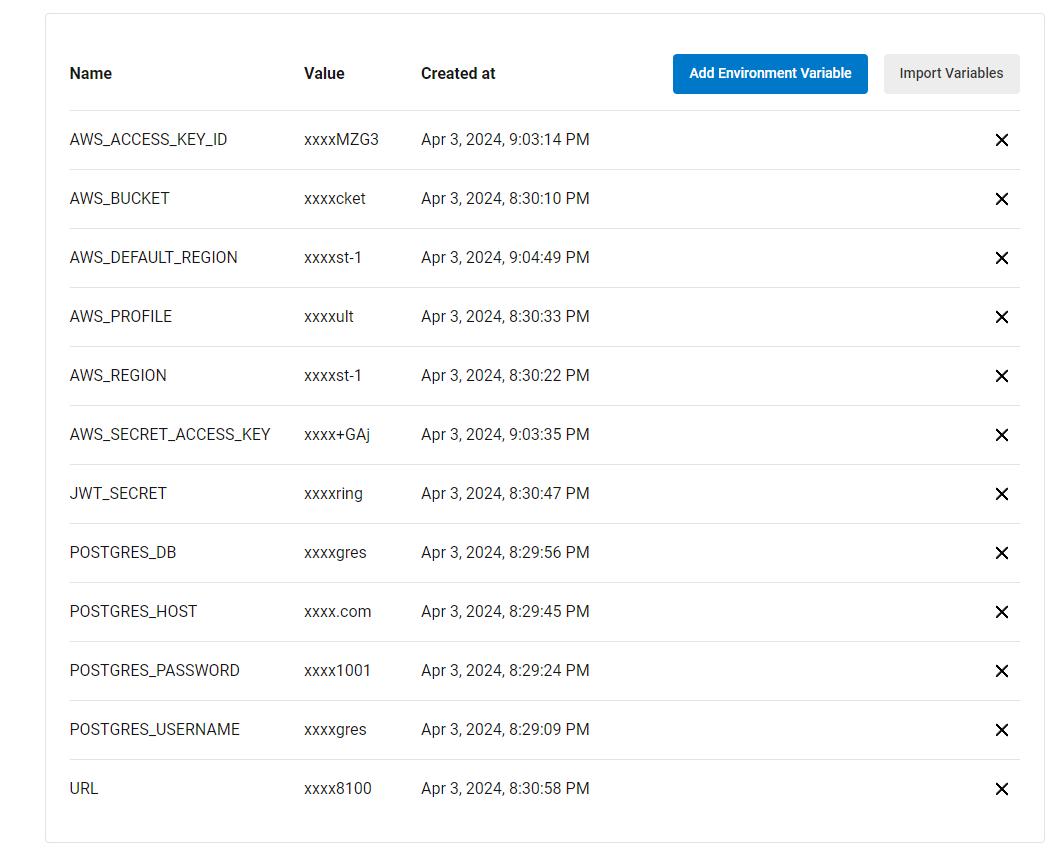 Name Value Created at Add Environment Variable Import Variables
AWS_ACCESS_KEY_ID xxxxMZG3 Apr 3, 2024, 9:03:14 PM
AWS_BUCKET xxxxcket Apr 3, 2024, 8:30:10 PM
AWS_DEFAULT_REGION xxxxst-1 Apr 3, 2024, 9:04:49 PM
AWS_PROFILE xxxxult Apr 3, 2024, 8:30:33 PM
AWS_REGION xxxxst-1 Apr 3, 2024, 8:30:22 PM
AWS_SECRET_ACCESS_KEY xxxx+GAj Apr 3, 2024, 9:03:35 PM
JWT_SECRET xxxxring Apr 3, 2024, 8:30:47 PM
POSTGRES_DB xxxxgres Apr 3, 2024, 8:29:56 PM
POSTGRES_HOST xxxx.com Apr 3, 2024, 8:29:45 PM
POSTGRES_PASSWORD xxxx1001 Apr 3, 2024, 8:29:24 PM
POSTGRES_USERNAME xxxxgres Apr 3, 2024, 8:29:09 PM
URL xxxx8100 Apr 3, 2024, 8:30:58 PM